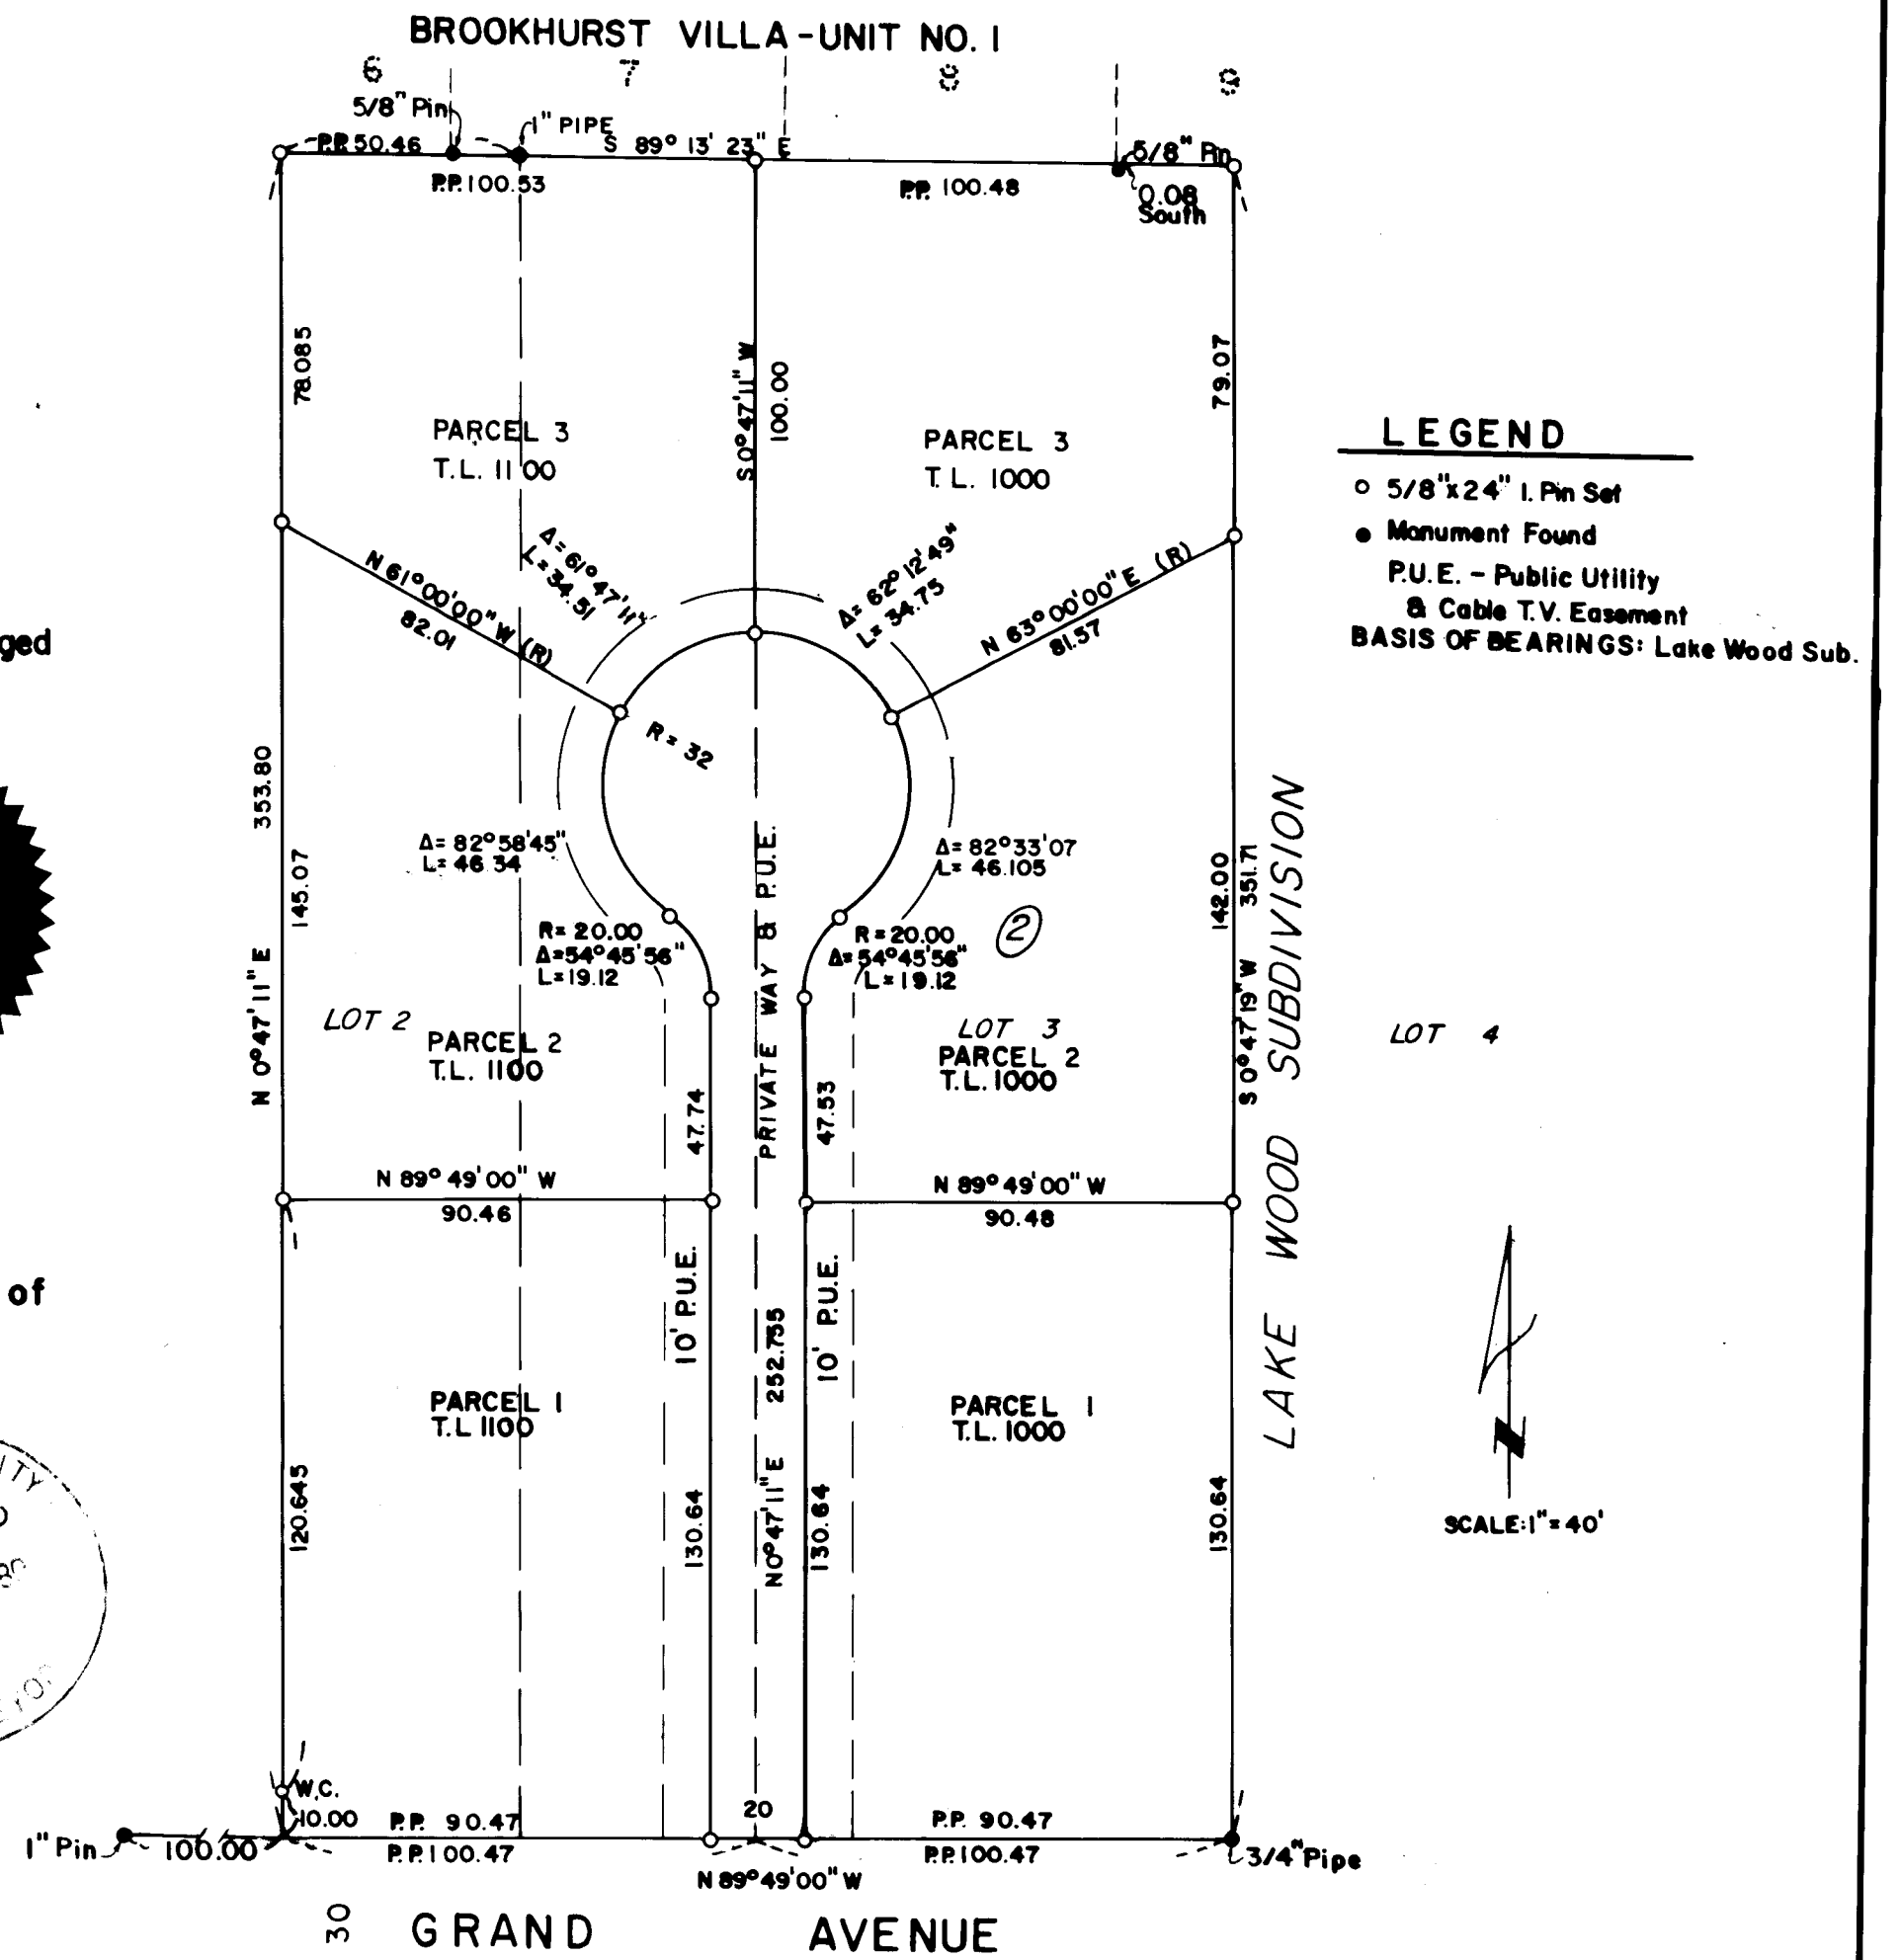 BROOKHURST VILLA-UNIT NO. 1
6 7 8 9
5/8" Pin
1" PIPE
P.P. 50.46
S 89° 13' 23" E
5/8" Pin
P.P. 100.53
P.P. 100.48
0.08
South
78.085
S 0°47'11" W
100.00
79.07
PARCEL 3
T.L. 1100
PARCEL 3
T.L. 1000
LEGEND
5/8"x24" I. Pin Set
Monument Found
P.U.E. - Public Utility
& Cable T.V. Easement
BASIS OF BEARINGS: Lake Wood Sub.
N 61°00'00" W (R)
82.01
Δ= 61°47'11"
L= 34.51
Δ= 62°12'49"
L= 34.75
N 63°00'00" E (R)
81.57
ged
R= 32
N 0°47'11" E 353.80
145.07
Δ= 82°58'45"
L= 46.34
Δ= 82°33'07
L= 46.105
R= 20.00
Δ=54°45'56"
L=19.12
R=20.00
Δ=54°45'56"
L=19.12
2
PRIVATE WAY & P.U.E.
142.00
S 0°47'19" W 351.71
LAKE WOOD SUBDIVISION
LOT 2
PARCEL 2
T.L. 1100
LOT 3
PARCEL 2
T.L. 1000
LOT 4
47.74
47.53
N 89° 49'00" W
90.46
N 89° 49'00" W
90.48
of
10' P.U.E.
10' P.U.E.
N 0°47'11" E 252.755
PARCEL 1
T.L 1100
PARCEL 1
T.L. 1000
120.645
130.64
130.64
130.64
SCALE: 1"=40'
W.C.
10.00
P.P. 90.47
20
P.P. 90.47
1" Pin
100.00
P.P. 100.47
P.P. 100.47
3/4" Pipe
N 89°49'00" W
30
GRAND AVENUE